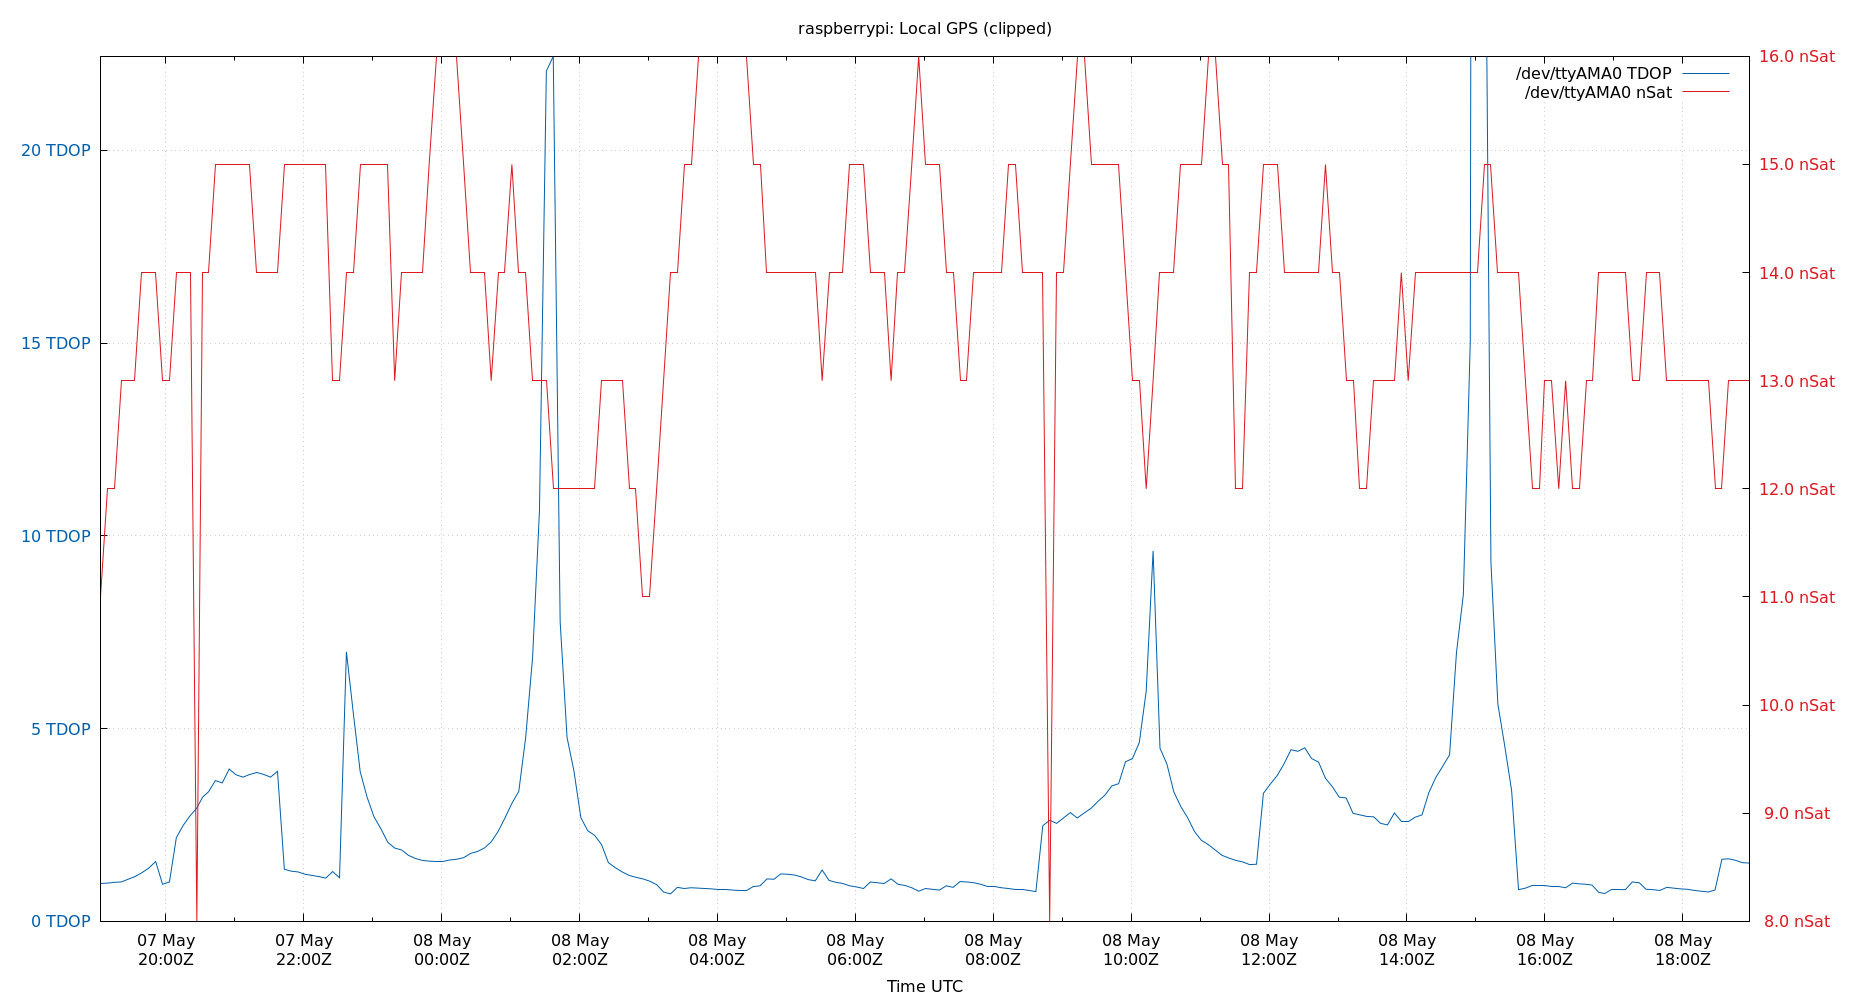 raspberrypi: Local GPS (clipped)
/dev/ttyAMA0 TDOP
/dev/ttyAMA0 nSat
20 TDOP
15 TDOP
10 TDOP
5 TDOP
0 TDOP
16.0 nSat
15.0 nSat
14.0 nSat
13.0 nSat
12.0 nSat
11.0 nSat
10.0 nSat
9.0 nSat
8.0 nSat
07 May 07 May 08 May 08 May 08 May 08 May 08 May 08 May 08 May 08 May 08 May 08 May
20:00Z 22:00Z 00:00Z 02:00Z 04:00Z 06:00Z 08:00Z 10:00Z 12:00Z 14:00Z 16:00Z 18:00Z
Time UTC